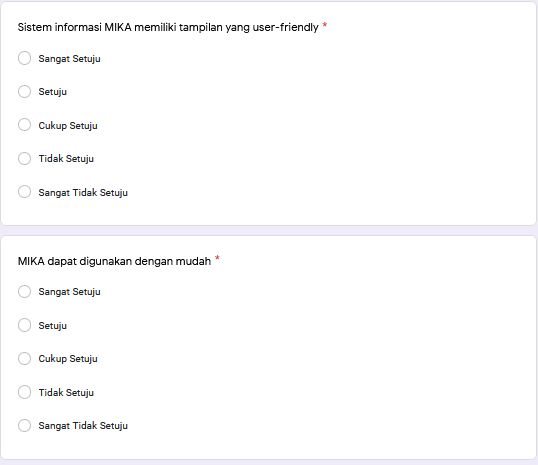 Sistem informasi MIKA memiliki tampilan yang user-friendly *
Sangat Setuju
Setuju
Cukup Setuju
Tidak Setuju
Sangat Tidak Setuju
MIKA dapat digunakan dengan mudah *
Sangat Setuju
Setuju
Cukup Setuju
Tidak Setuju
Sangat Tidak Setuju